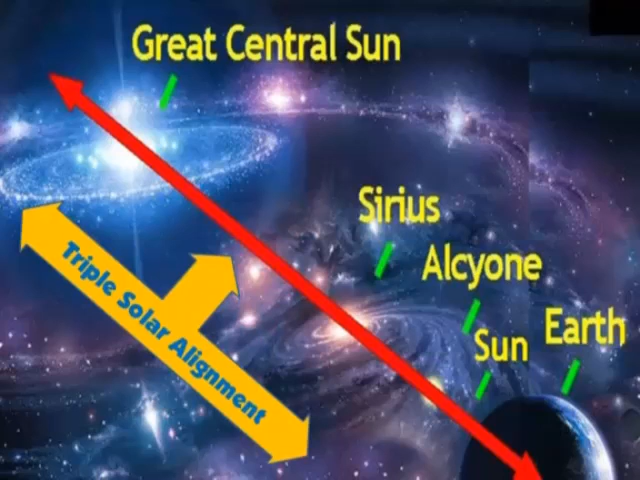 Great Central Sun
Sirius
Alcyone
Sun
Earth
Triple Solar Alignment